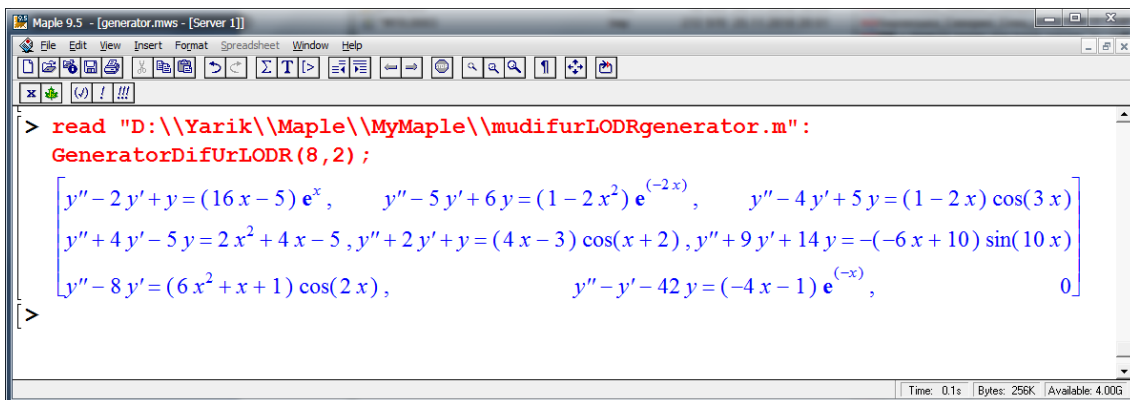 Maple 9.5 - [generator.mws - [Server 1]]
File Edit View Insert Format Spreadsheet Window Help
> read "D:\\Yarik\\Maple\\MyMaple\\mudifurLODRgenerator.m":
GeneratorDifUrLODR(8,2);
y'' − 2 y' + y = (16 x − 5) e^x , y'' − 5 y' + 6 y = (1 − 2 x^2) e^(−2 x) , y'' − 4 y' + 5 y = (1 − 2 x) cos(3 x)
y'' + 4 y' − 5 y = 2 x^2 + 4 x − 5 , y'' + 2 y' + y = (4 x − 3) cos(x + 2) , y'' + 9 y' + 14 y = −(−6 x + 10) sin(10 x)
y'' − 8 y' = (6 x^2 + x + 1) cos(2 x) , y'' − y' − 42 y = (−4 x − 1) e^(−x) , 0
>
Time: 0.1s Bytes: 256K Available: 4.00G